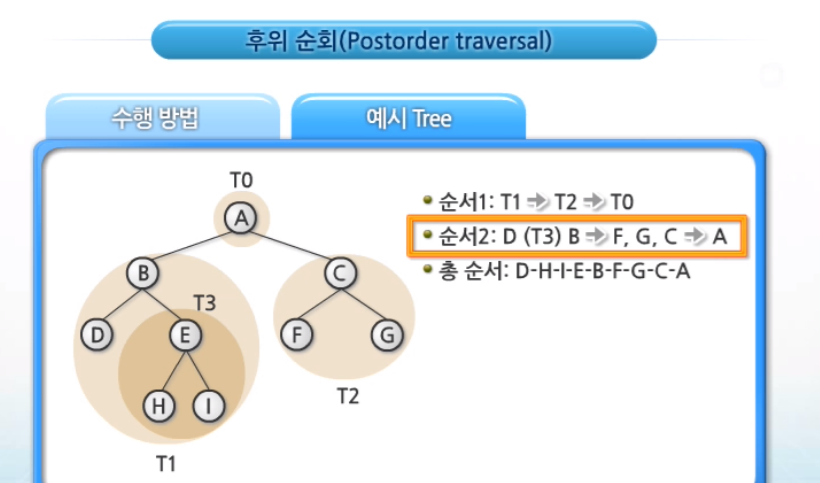 후위 순회(Postorder traversal)
수행 방법
예시 Tree
T0
A
B
C
T3
D
E
F
G
H
I
T2
T1
순서1: T1 ➔ T2 ➔ T0
순서2: D (T3) B ➔ F, G, C ➔ A
총 순서: D-H-I-E-B-F-G-C-A